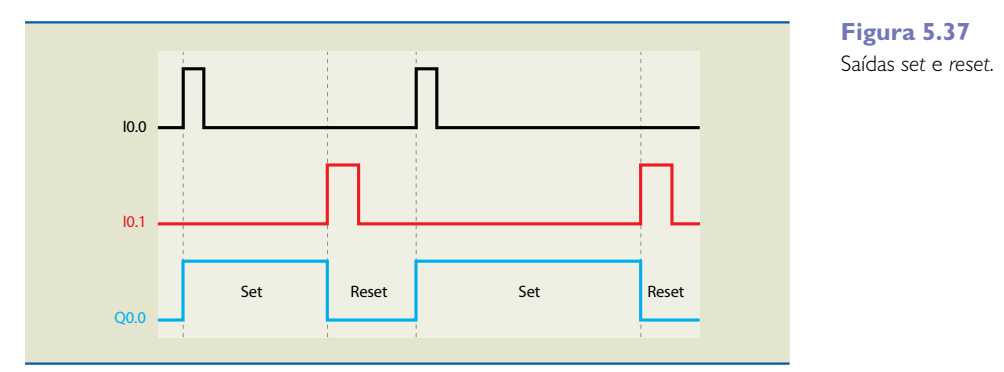 Figura 5.37
Saídas set e reset.
I0.0
I0.1
Q0.0
Set
Reset
Set
Reset